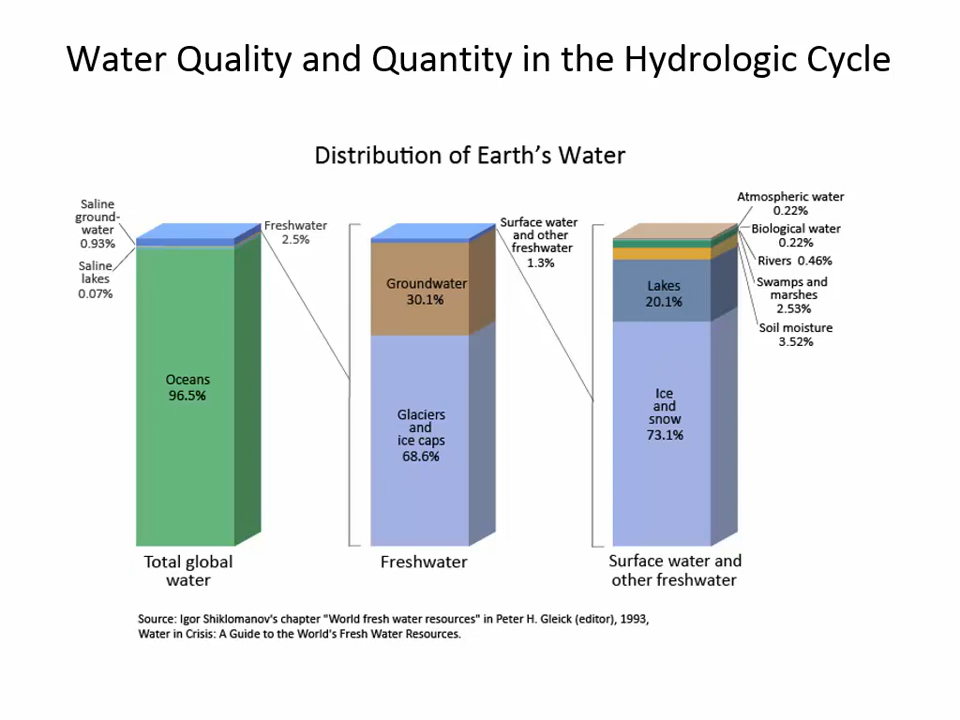 Water Quality and Quantity in the Hydrologic Cycle
Distribution of Earth's Water
Saline
ground-
water
0.93%
Saline
lakes
0.07%
Freshwater
2.5%
Oceans
96.5%
Total global
water
Surface water
and other
freshwater
1.3%
Groundwater
30.1%
Glaciers
and
ice caps
68.6%
Freshwater
Atmospheric water
0.22%
Biological water
0.22%
Rivers 0.46%
Swamps and
marshes
2.53%
Soil moisture
3.52%
Lakes
20.1%
Ice
and
snow
73.1%
Surface water and
other freshwater
Source: Igor Shiklomanov's chapter "World fresh water resources" in Peter H. Gleick (editor), 1993,
Water in Crisis: A Guide to the World's Fresh Water Resources.